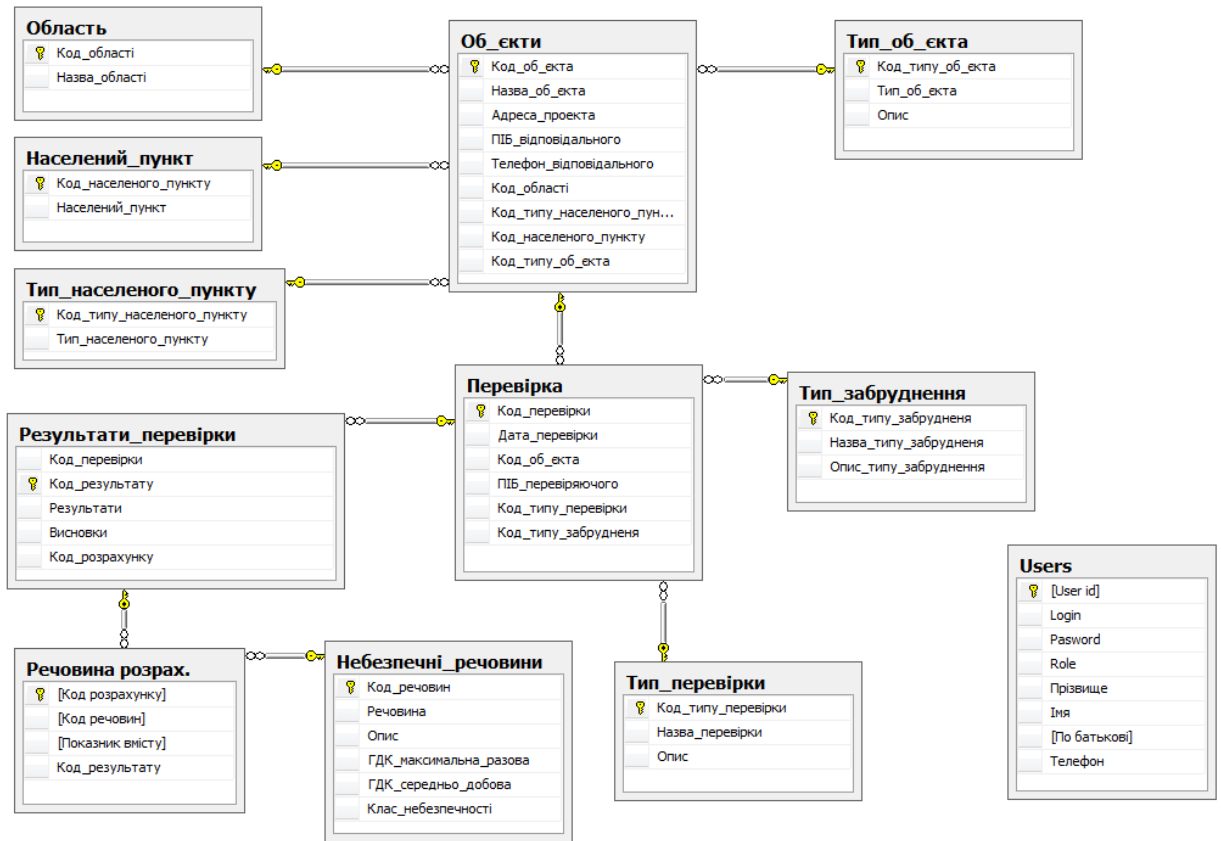 Область
Код_області
Назва_області
Населений_пункт
Код_населеного_пункту
Населений_пункт
Тип_населеного_пункту
Код_типу_населеного_пункту
Тип_населеного_пункту
Об_єкти
Код_об_єкта
Назва_об_єкта
Адреса_проекта
ПІБ_відповідального
Телефон_відповідального
Код_області
Код_типу_населеного_пун...
Код_населеного_пункту
Код_типу_об_єкта
Тип_об_єкта
Код_типу_об_єкта
Тип_об_єкта
Опис
Перевірка
Код_перевірки
Дата_перевірки
Код_об_єкта
ПІБ_перевіряючого
Код_типу_перевірки
Код_типу_забрудненя
Тип_забруднення
Код_типу_забрудненя
Назва_типу_забрудненя
Опис_типу_забруднення
Результати_перевірки
Код_перевірки
Код_результату
Результати
Висновки
Код_розрахунку
Речовина розрах.
[Код розрахунку]
[Код речовин]
[Показник вмісту]
Код_результату
Небезпечні_речовини
Код_речовин
Речовина
Опис
ГДК_максимальна_разова
ГДК_середньо_добова
Клас_небезпечності
Тип_перевірки
Код_типу_перевірки
Назва_перевірки
Опис
Users
[User id]
Login
Pasword
Role
Прізвище
Імя
[По батькові]
Телефон